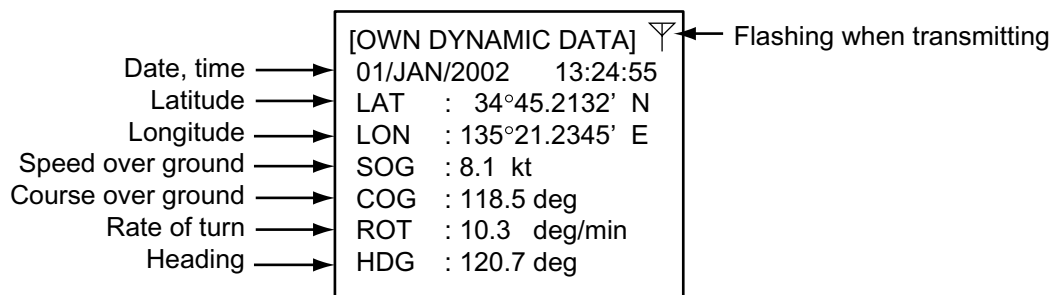 [OWN DYNAMIC DATA] Flashing when transmitting
Date, time 01/JAN/2002 13:24:55
Latitude LAT : 34°45.2132’ N
Longitude LON : 135°21.2345’ E
Speed over ground SOG : 8.1 kt
Course over ground COG : 118.5 deg
Rate of turn ROT : 10.3 deg/min
Heading HDG : 120.7 deg